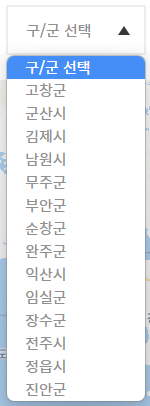 구/군 선택
구/군 선택
고창군
군산시
김제시
남원시
무주군
부안군
순창군
완주군
익산시
임실군
장수군
전주시
정읍시
진안군